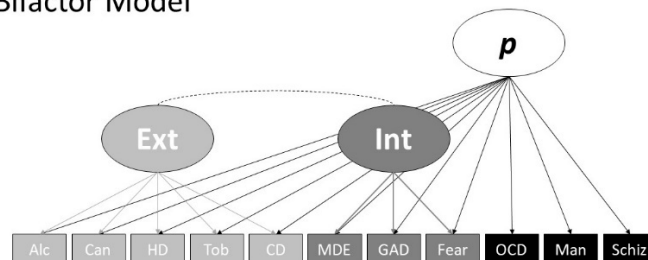 Bifactor Model
p
Ext
Int
Alc Can HD Tob CD MDE GAD Fear OCD Man Schiz